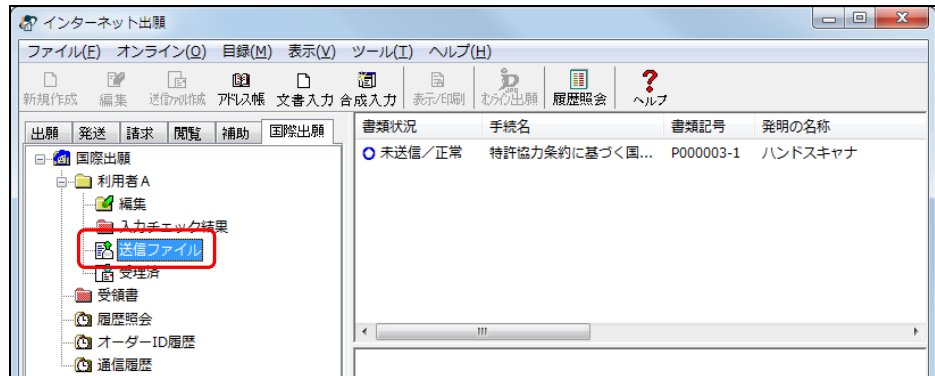 インターネット出願
ファイル(F) オンライン(O) 目録(M) 表示(V) ツール(T) ヘルプ(H)
新規作成 編集 送信ファイル作成 アドレス帳 文書入力 合成入力 表示/印刷 オンライン出願 履歴照会 ヘルプ
出願 発送 請求 閲覧 補助 国際出願
書類状況 手続名 書類記号 発明の名称
未送信/正常 特許協力条約に基づく国... P000003-1 ハンドスキャナ
国際出願
利用者A
編集
入力チェック結果
送信ファイル
受理済
受領書
履歴照会
オーダーID履歴
通信履歴